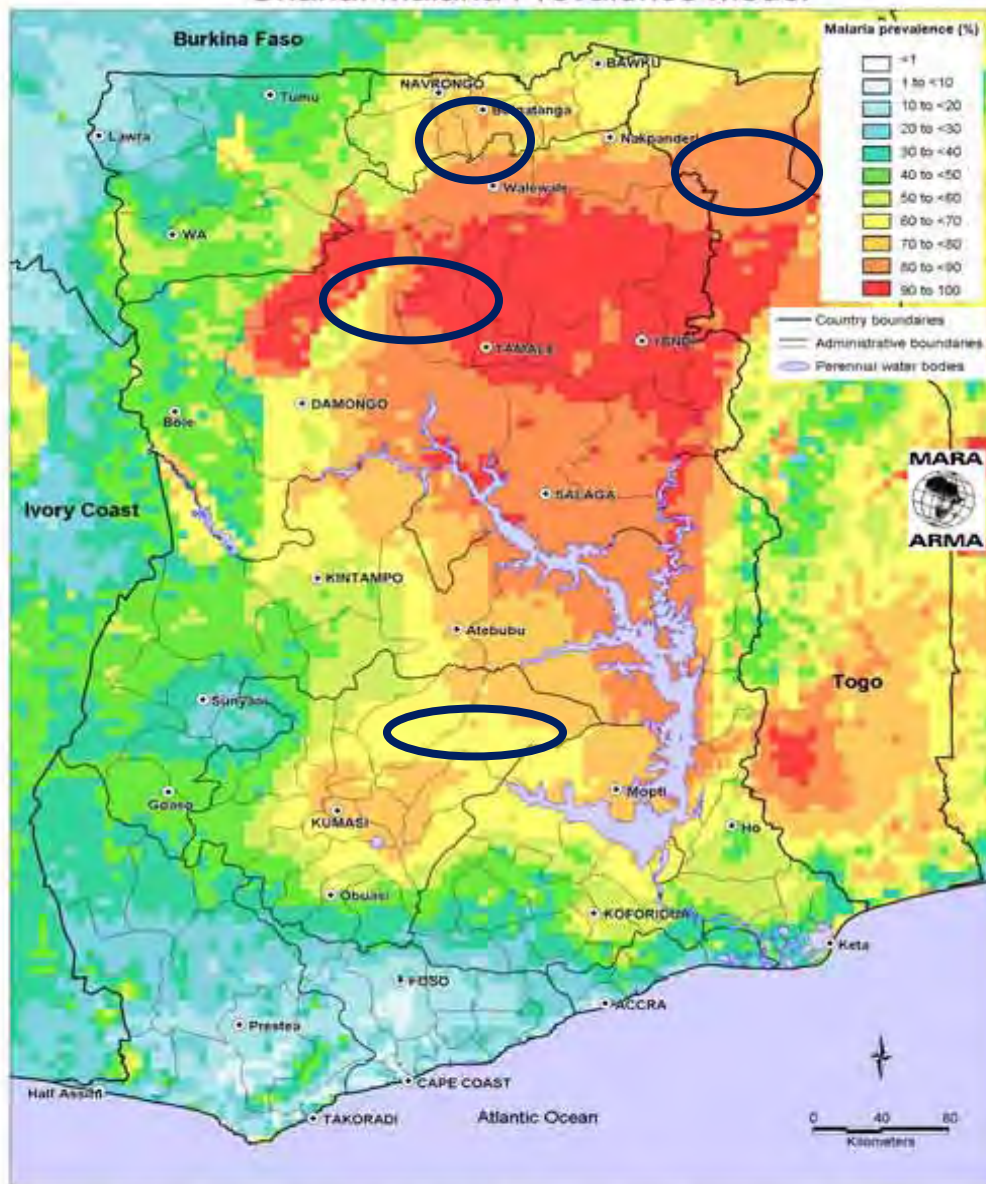 Burkina Faso
BAWKU
NAVRONGO
Tumu
Lawra
Nakpanderi
Walewale
WA
TAMALE
YENDI
DAMONGO
Bole
SALAGA
Ivory Coast
KINTAMPO
Atebubu
Togo
Sunyani
Mopti
Goaso
KUMASI
Ho
Obuasi
KOFORIDUA
Keta
FOSO
ACCRA
Prestea
CAPE COAST
Half Assini
TAKORADI
Atlantic Ocean
Malaria prevalence (%)
<1
1 to <10
10 to <20
20 to <30
30 to <40
40 to <50
50 to <60
60 to <70
70 to <80
80 to <90
90 to 100
Country boundaries
Administrative boundaries
Perennial water bodies
MARA
ARMA
0 40 80
Kilometers